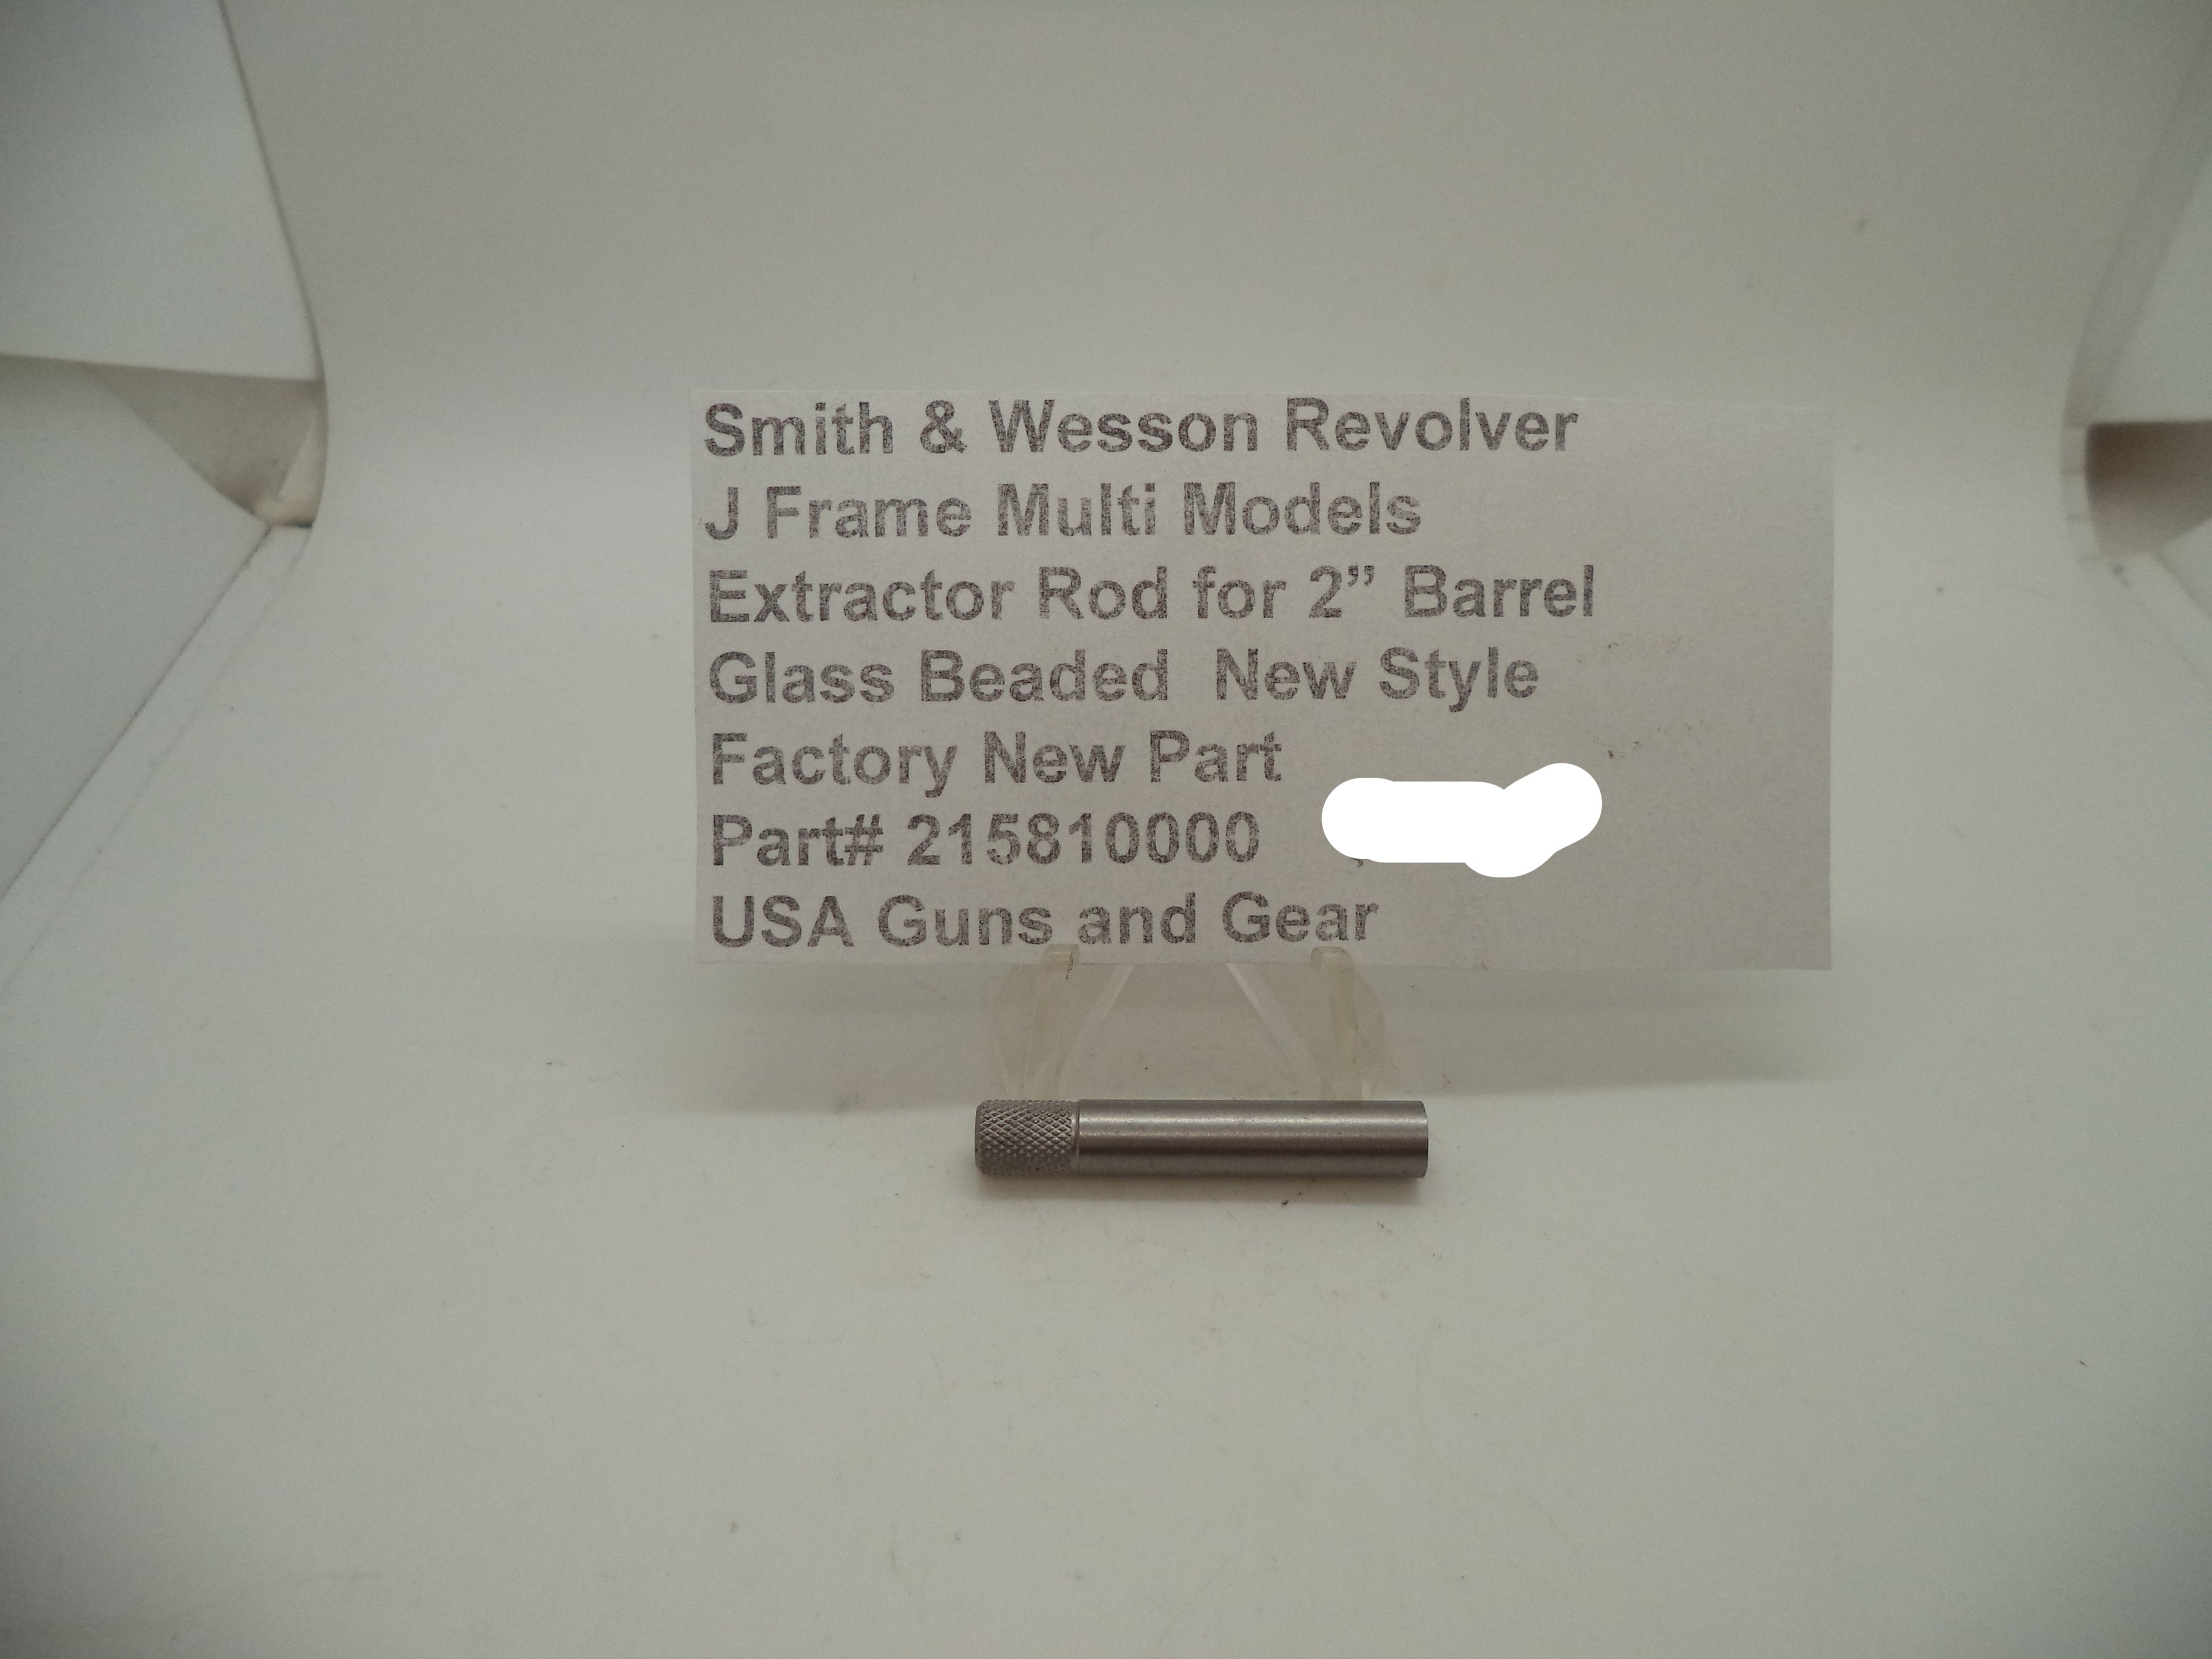 Smith & Wesson Revolver
J Frame Multi Models
Extractor Rod for 2” Barrel
Glass Beaded  New Style
Factory New Part
Part# 215810000
USA Guns and Gear